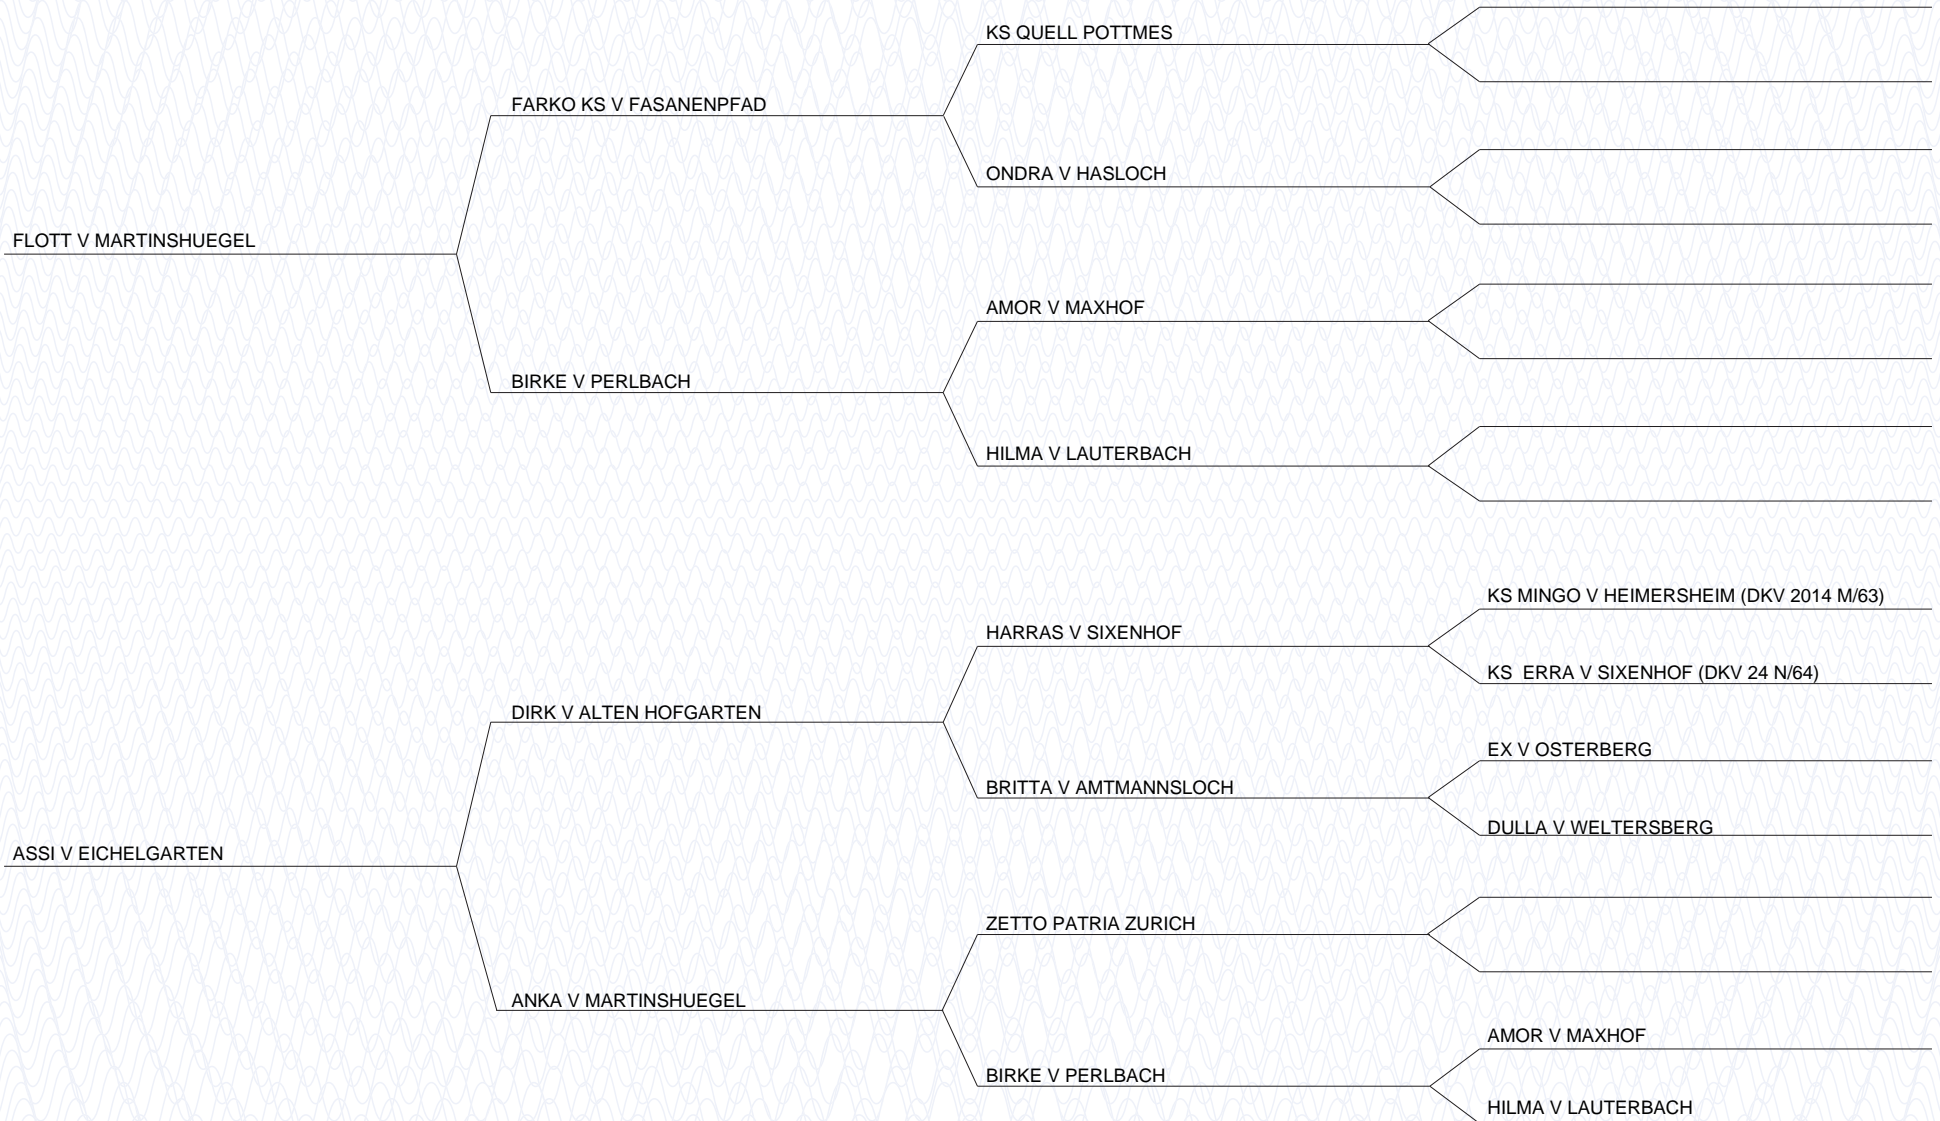 KS QUELL POTTMES
FARKO KS V FASANENPFAD
ONDRA V HASLOCH
FLOTT V MARTINSHUEGEL
AMOR V MAXHOF
BIRKE V PERLBACH
HILMA V LAUTERBACH
KS MINGO V HEIMERSHEIM (DKV 2014 M/63)
HARRAS V SIXENHOF
KS  ERRA V SIXENHOF (DKV 24 N/64)
DIRK V ALTEN HOFGARTEN
EX V OSTERBERG
BRITTA V AMTMANNSLOCH
DULLA V WELTERSBERG
ASSI V EICHELGARTEN
ZETTO PATRIA ZURICH
ANKA V MARTINSHUEGEL
AMOR V MAXHOF
BIRKE V PERLBACH
HILMA V LAUTERBACH